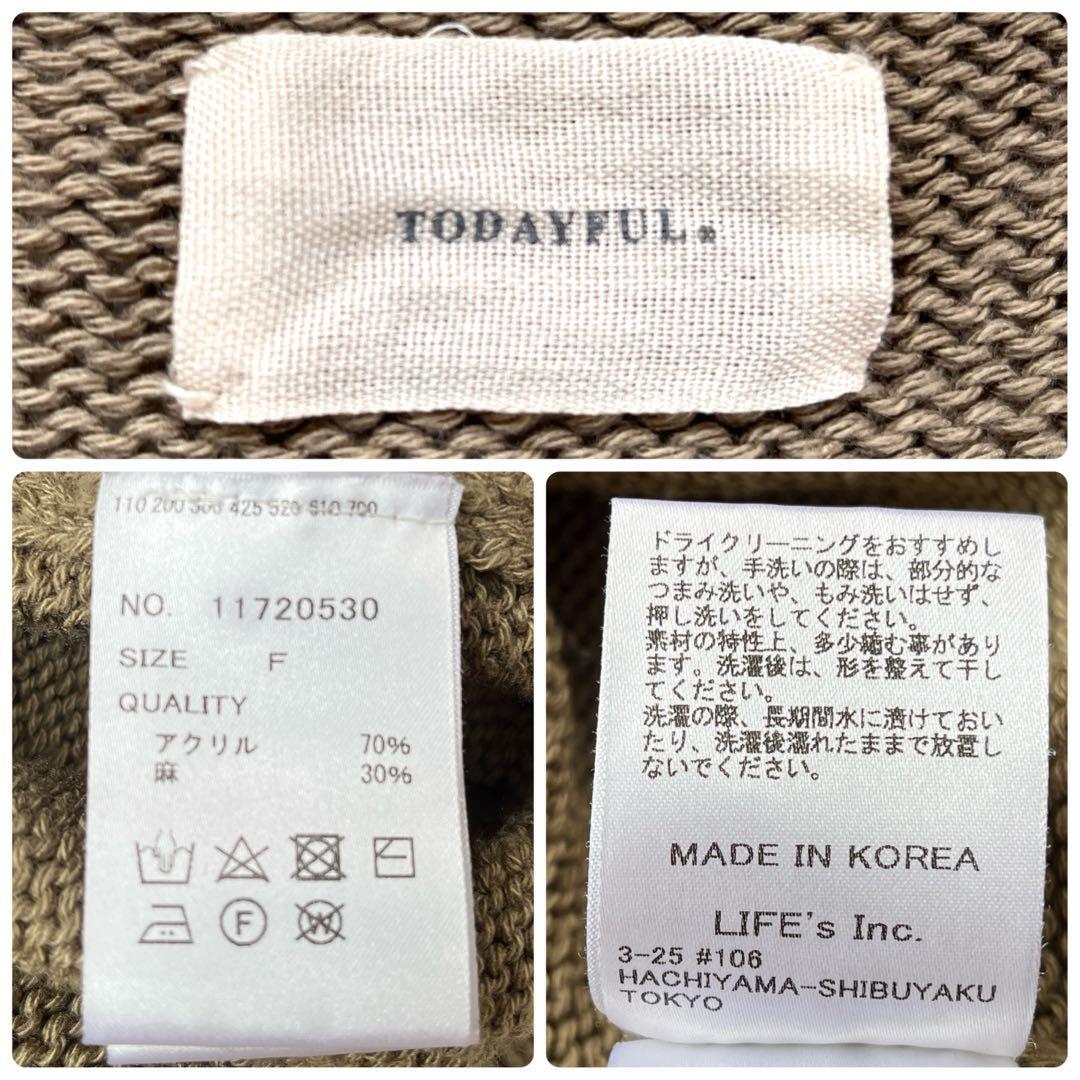 TODAYFUL.
110 200 300 425 520 610 700
NO. 11720530
SIZE F
QUALITY
アクリル 70%
麻 30%
F
W
ドライクリーニングをおすすめし
ますが、手洗いの際は、部分的な
つまみ洗いや、もみ洗いはせず、
押し洗いをしてください。
素材の特性上、多少縮む事があり
ます。洗濯後は、形を整えて干し
てください。
洗濯の際、長期間水に漬けておい
たり、洗濯後濡れたままで放置し
ないでください。
MADE IN KOREA
LIFE's Inc.
3-25 #106
HACHIYAMA-SHIBUYAKU
TOKYO